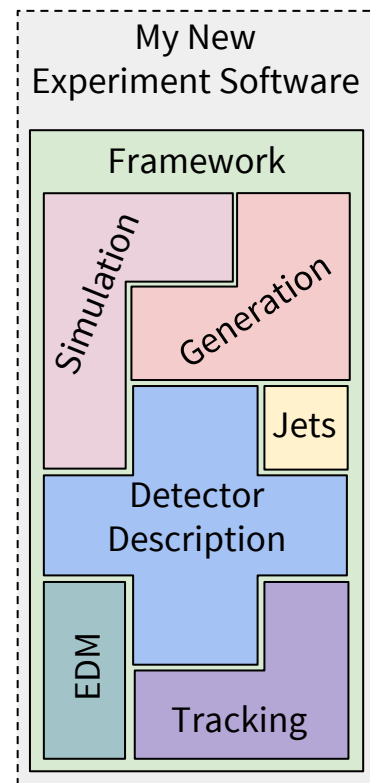 My New
Experiment Software
Framework
Simulation
Generation
Jets
Detector
Description
EDM
Tracking